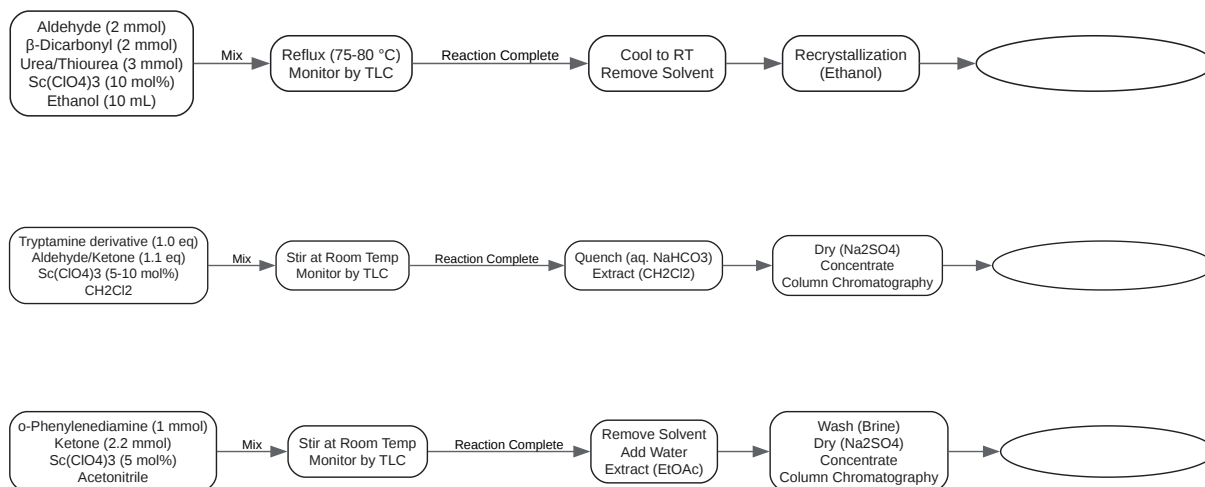 Aldehyde (2 mmol)
β-Dicarbonyl (2 mmol)
Urea/Thiourea (3 mmol)
Sc(ClO4)3 (10 mol%)
Ethanol (10 mL)
Mix
Reflux (75-80 °C)
Monitor by TLC
Reaction Complete
Cool to RT
Remove Solvent
Recrystallization
(Ethanol)
Tryptamine derivative (1.0 eq)
Aldehyde/Ketone (1.1 eq)
Sc(ClO4)3 (5-10 mol%)
CH2Cl2
Mix
Stir at Room Temp
Monitor by TLC
Reaction Complete
Quench (aq. NaHCO3)
Extract (CH2Cl2)
Dry (Na2SO4)
Concentrate
Column Chromatography
o-Phenylenediamine (1 mmol)
Ketone (2.2 mmol)
Sc(ClO4)3 (5 mol%)
Acetonitrile
Mix
Stir at Room Temp
Monitor by TLC
Reaction Complete
Remove Solvent
Add Water
Extract (EtOAc)
Wash (Brine)
Dry (Na2SO4)
Concentrate
Column Chromatography